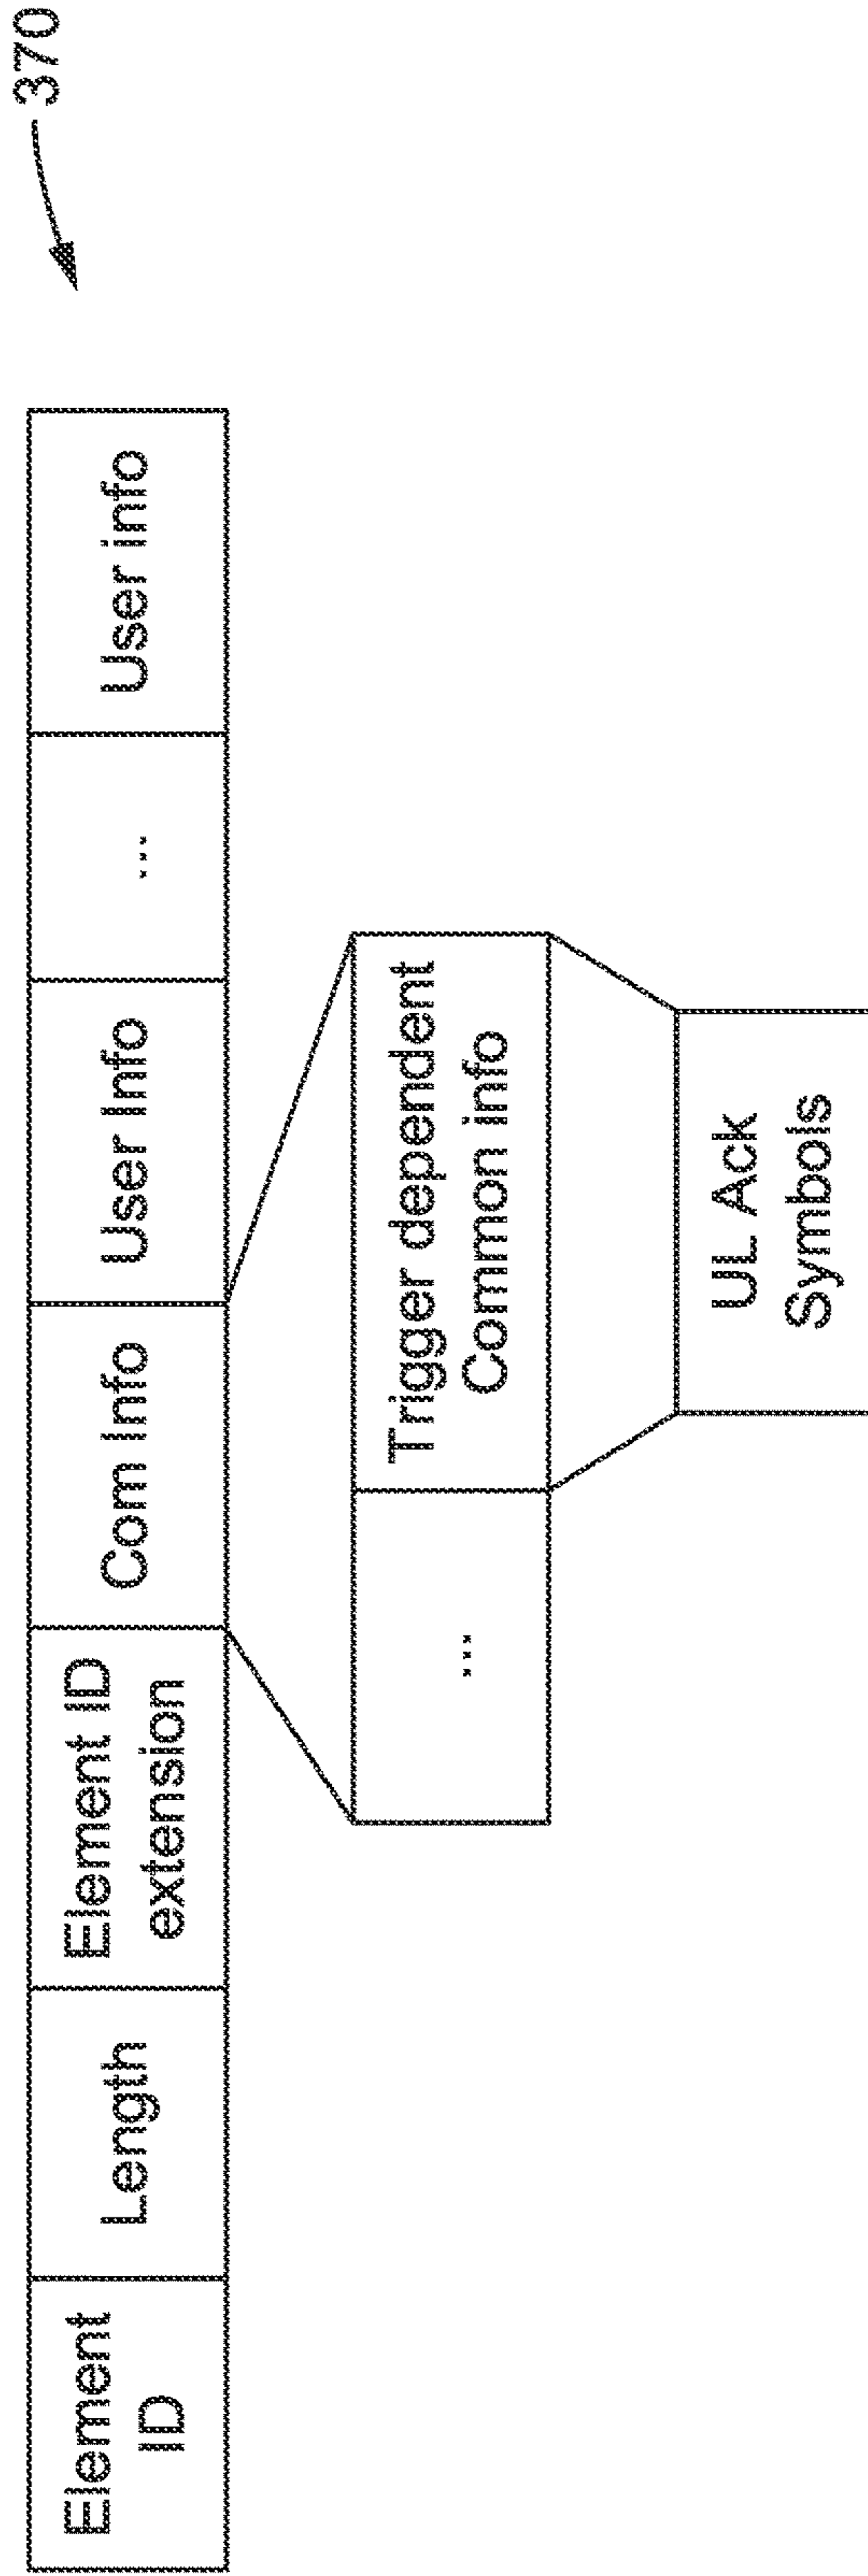 370
Element
ID
Length
Element ID
extension
Com Info
User Info
...
User info
...
Trigger dependent
Common info
UL Ack
Symbols